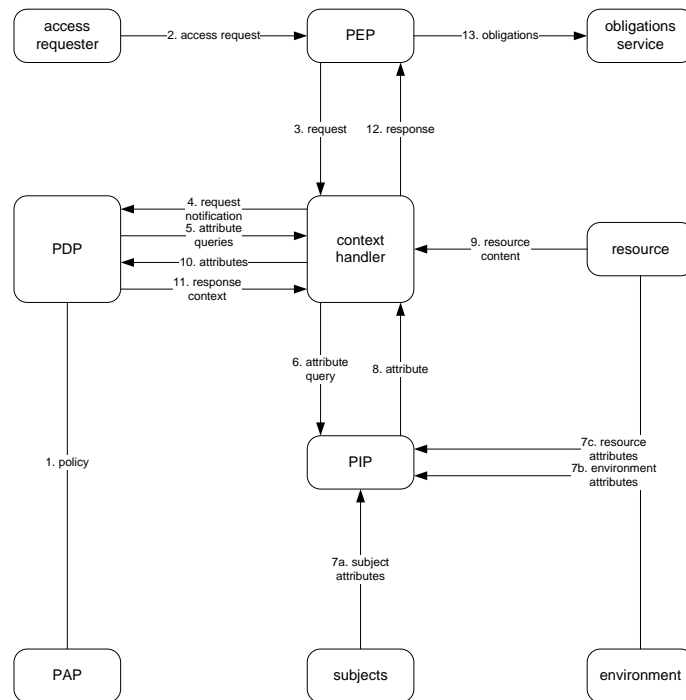 access
requester
2. access request
PEP
13. obligations
obligations
service
3. request
12. response
PDP
4. request
notification
5. attribute
queries
10. attributes
11. response
context
context
handler
9. resource
content
resource
6. attribute
query
8. attribute
1. policy
PIP
7c. resource
attributes
7b. environment
attributes
7a. subject
attributes
PAP
subjects
environment